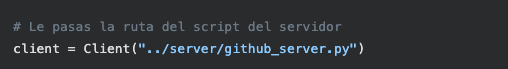 # Le pasas la ruta del script del servidor
client = Client("../server/github_server.py")